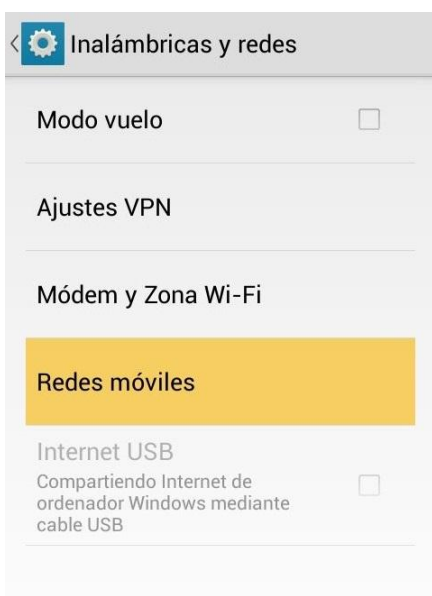 Inalámbricas y redes
Modo vuelo
Ajustes VPN
Módem y Zona Wi-Fi
Redes móviles
Internet USB
Compartiendo Internet de
ordenador Windows mediante
cable USB